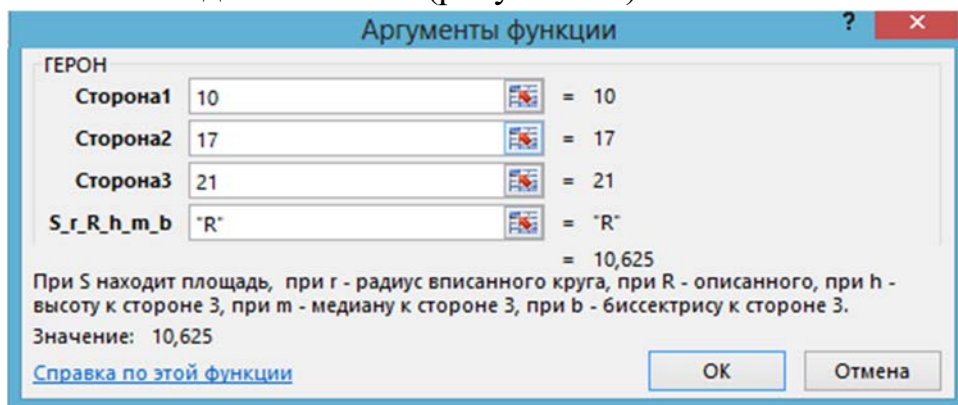 Аргументы функции ? ×
ГЕРОН
Сторона1 10 = 10
Сторона2 17 = 17
Сторона3 21 = 21
S_r_R_h_m_b "R" = "R"
= 10,625
При S находит площадь, при r - радиус вписанного круга, при R - описанного, при h -
высоту к стороне 3, при m - медиану к стороне 3, при b - биссектрису к стороне 3.
Значение: 10,625
Справка по этой функции ОК Отмена